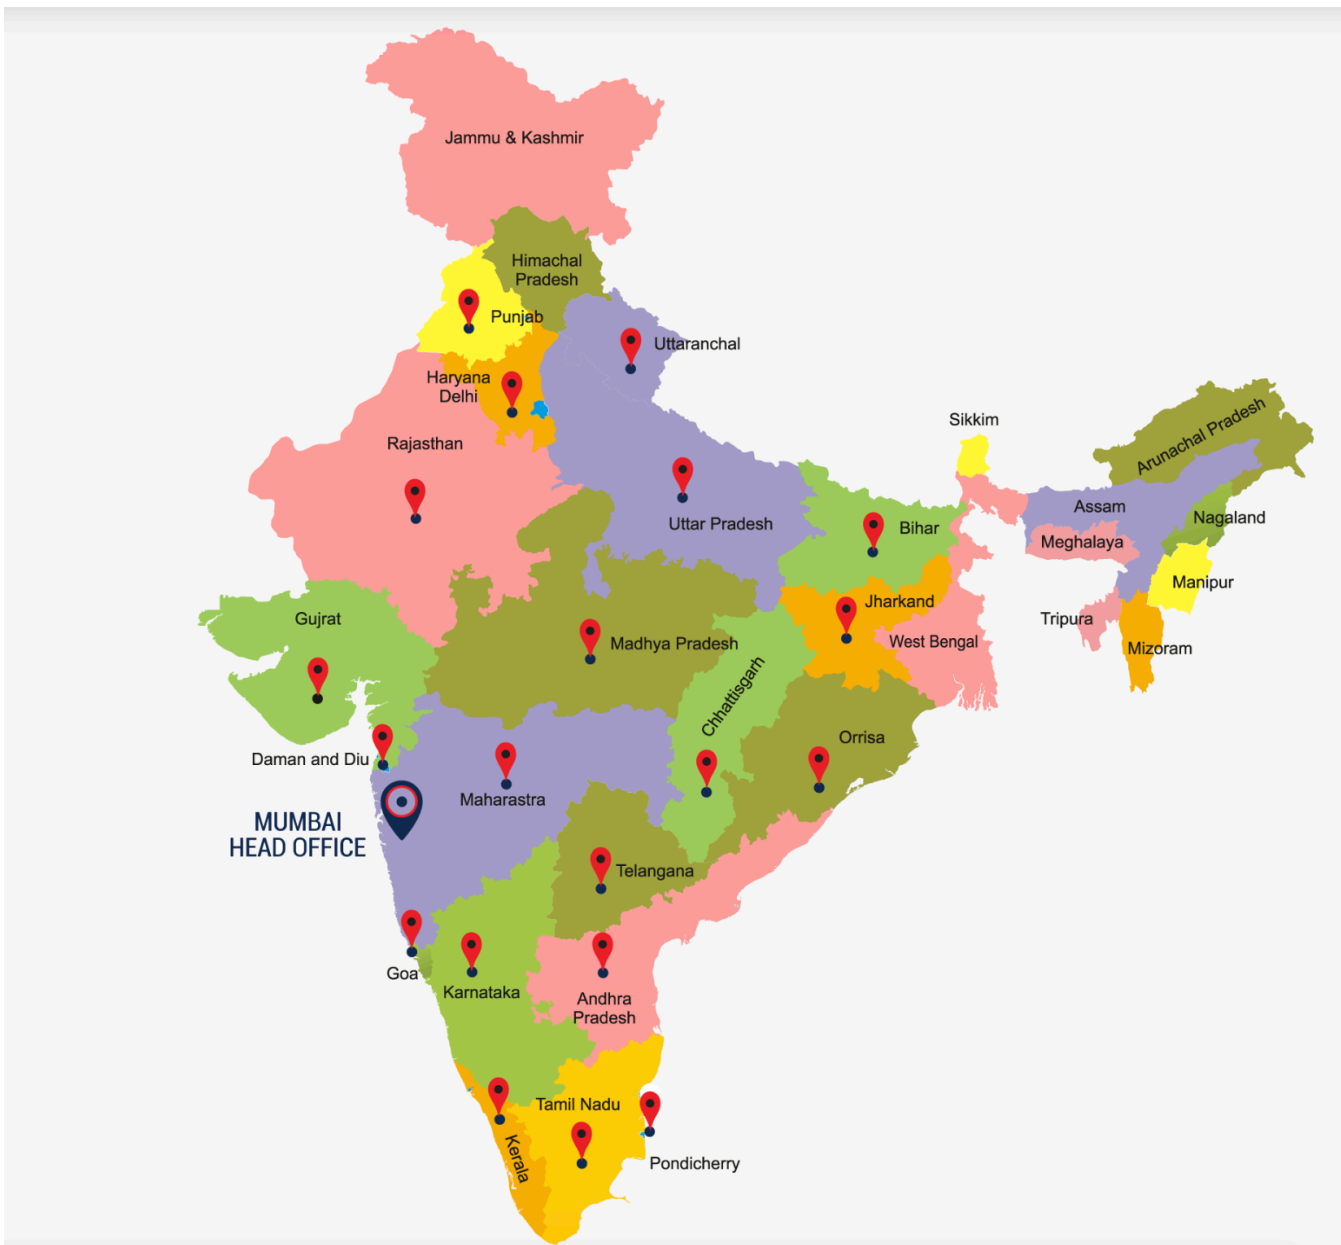 Jammu & Kashmir
Himachal
Pradesh
Punjab
Uttaranchal
Haryana
Delhi
Rajasthan
Sikkim
Arunachal Pradesh
Assam
Nagaland
Uttar Pradesh
Bihar
Meghalaya
Manipur
Jharkand
Gujrat
Tripura
Madhya Pradesh
West Bengal
Mizoram
Chhattisgarh
Orrisa
Daman and Diu
Maharastra
MUMBAI
HEAD OFFICE
Telangana
Goa
Karnataka
Andhra
Pradesh
Tamil Nadu
Kerala
Pondicherry